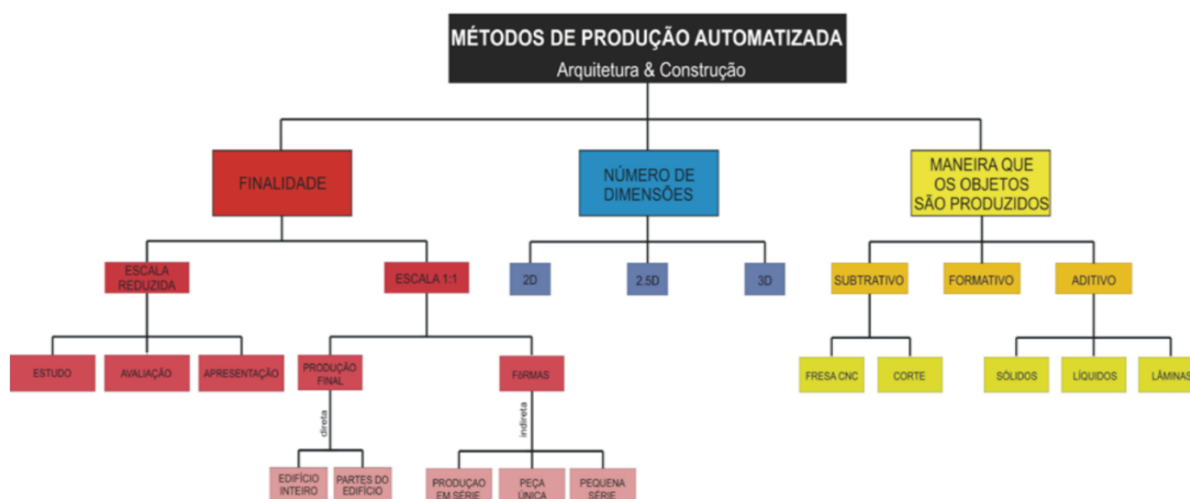 MÉTODOS DE PRODUÇÃO AUTOMATIZADA
Arquitetura & Construção
FINALIDADE
NÚMERO DE
DIMENSÕES
MANEIRA QUE
OS OBJETOS
SÃO PRODUZIDOS
ESCALA
REDUZIDA
ESCALA 1:1
2D
2.5D
3D
SUBTRATIVO
FORMATIVO
ADITIVO
ESTUDO
AVALIAÇÃO
APRESENTAÇÃO
PRODUÇÃO
FINAL
FôRMAS
FRESA CNC
CORTE
SÓLIDOS
LÍQUIDOS
LÂMINAS
direta
indireta
EDIFÍCIO
INTEIRO
PARTES DO
EDIFÍCIO
PRODUÇAO
EM SÉRIE
PEÇA
ÚNICA
PEQUENA
SÉRIE